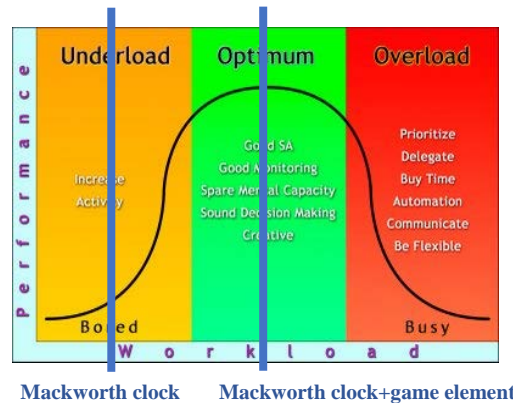 Underload Optimum Overload
Performance
Increase
Activity
Good SA
Good Monitoring
Spare Mental Capacity
Sound Decision Making
Creative
Prioritize
Delegate
Buy Time
Automation
Communicate
Be Flexible
Bored Busy
Workload
Mackworth clock Mackworth clock+game element